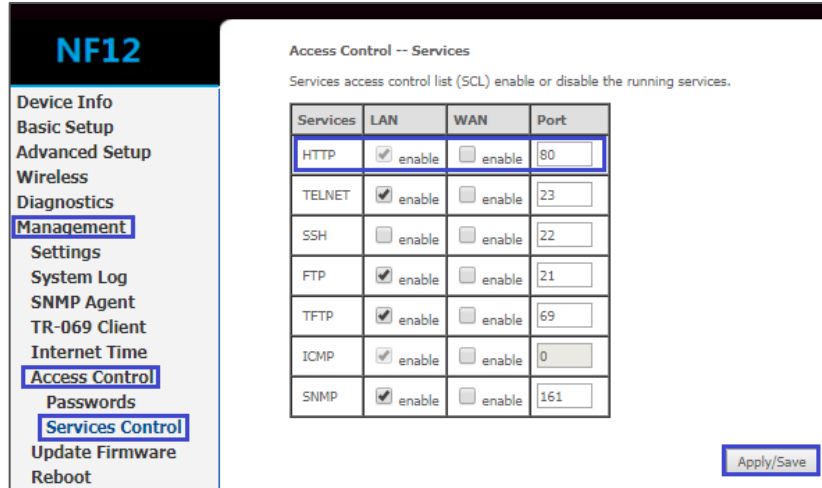 NF12
Device Info
Basic Setup
Advanced Setup
Wireless
Diagnostics
Management
Settings
System Log
SNMP Agent
TR-069 Client
Internet Time
Access Control
Passwords
Services Control
Update Firmware
Reboot
Access Control -- Services
Services access control list (SCL) enable or disable the running services.
Services LAN WAN Port
HTTP enable enable 80
TELNET enable enable 23
SSH enable enable 22
FTP enable enable 21
TFTP enable enable 69
ICMP enable enable 0
SNMP enable enable 161
Apply/Save